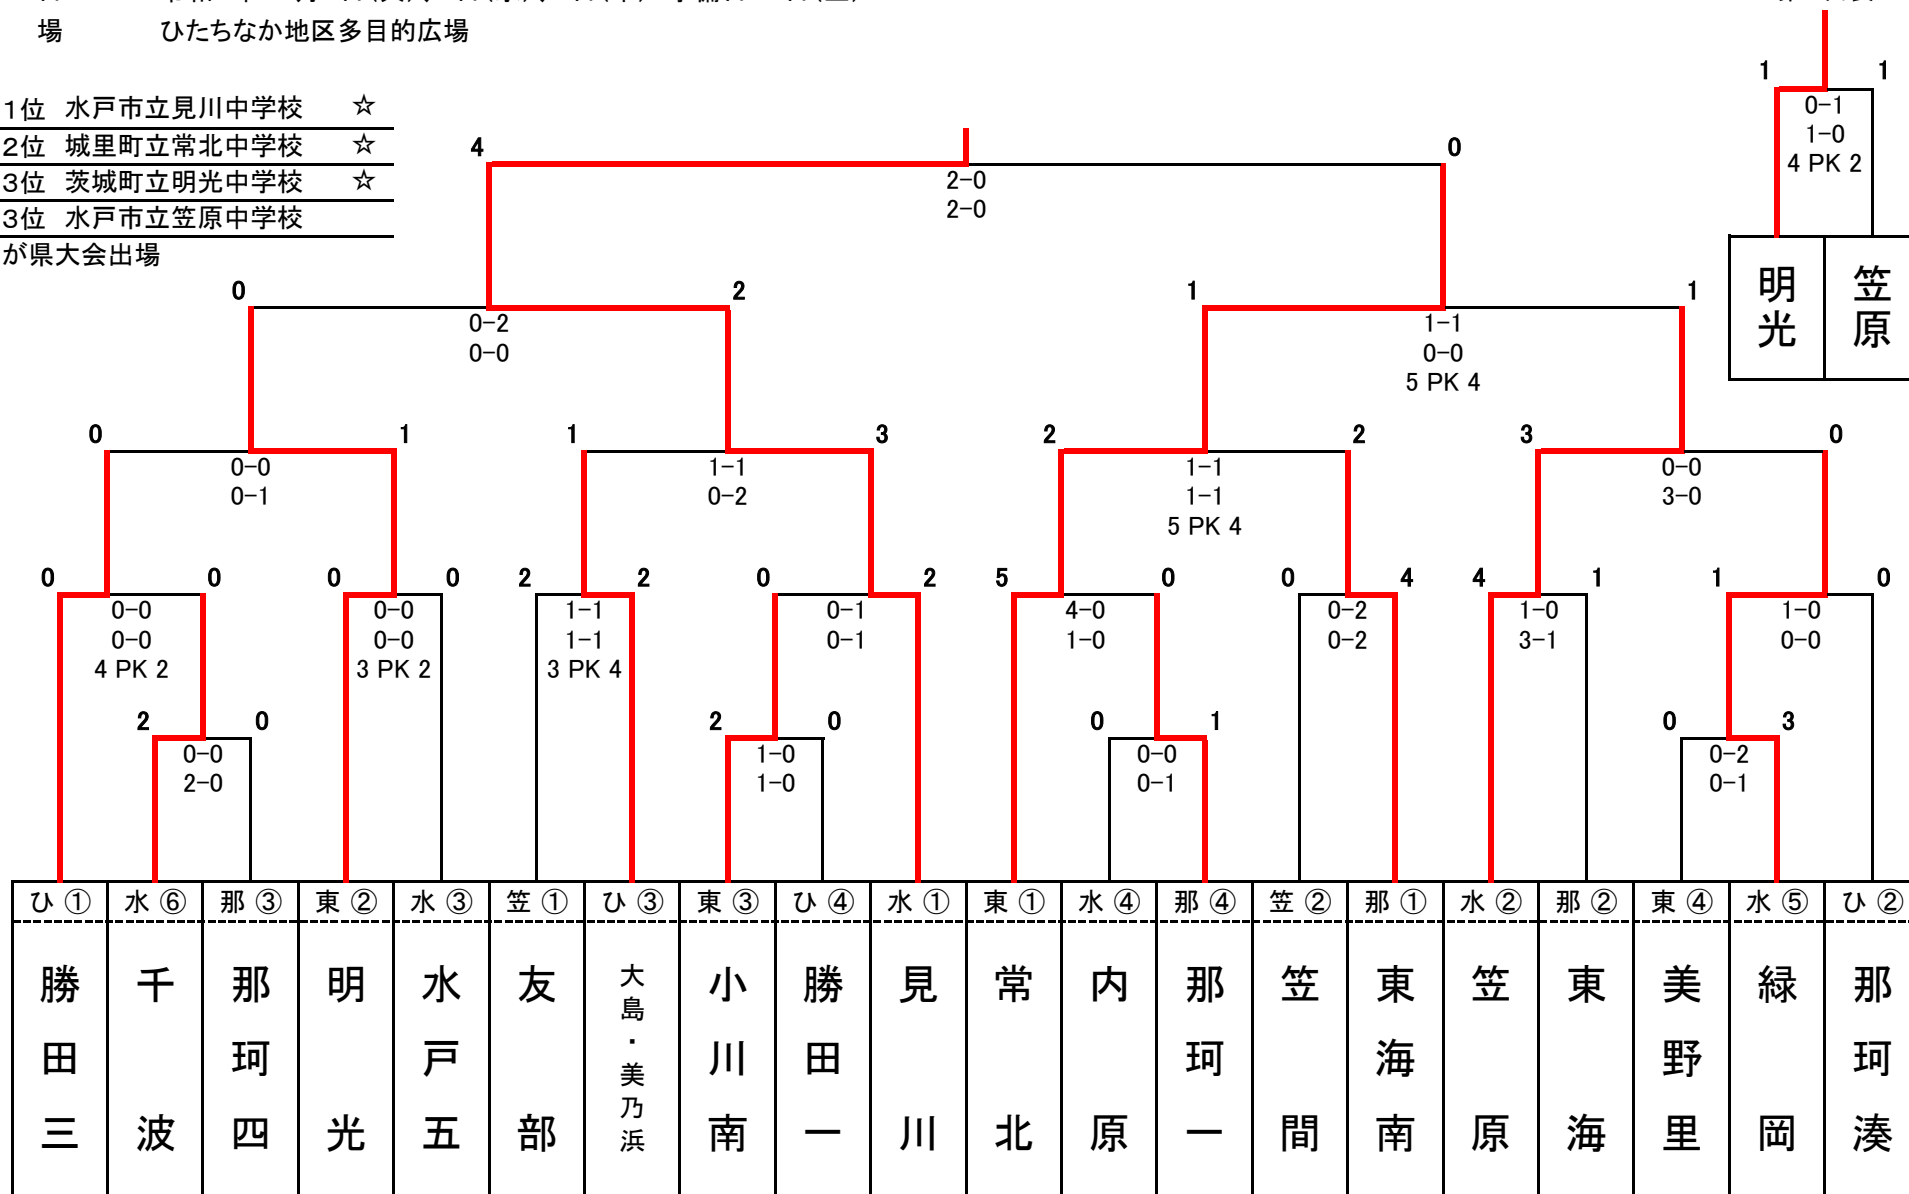 場 ひたちなか地区多目的広場
1位 水戸市立見川中学校 ☆
2位 城里町立常北中学校 ☆
3位 茨城町立明光中学校 ☆
3位 水戸市立笠原中学校
が県大会出場
1 1
0-1
1-0
4 PK 2
明光 笠原
4 0
2-0
2-0
0 2 1 1
0-2 1-1
0-0 0-0
5 PK 4
0 1 1 3 2 2 3 0
0-0 1-1 1-1 0-0
0-1 0-2 1-1 3-0
5 PK 4
0 0 0 0 2 2 0 2 5 0 0 4 4 1 1 0
0-0 0-0 1-1 0-1 4-0 0-2 1-0 1-0
0-0 0-0 1-1 0-1 1-0 0-2 3-1 0-0
4 PK 2 3 PK 2 3 PK 4
2 0 2 0 0 1 0 3
0-0 1-0 0-0 0-2
2-0 1-0 0-1 0-1
ひ ① 水 ⑥ 那 ③ 東 ② 水 ③ 笠 ① ひ ③ 東 ③ ひ ④ 水 ① 東 ① 水 ④ 那 ④ 笠 ② 那 ① 水 ② 那 ② 東 ④ 水 ⑤ ひ ②
勝田三 千波 那珂四 明光 水戸五 友部 大島・美乃浜 小川南 勝田一 見川 常北 内原 那珂一 笠間 東海南 笠原 東海 美野里 緑岡 那珂湊